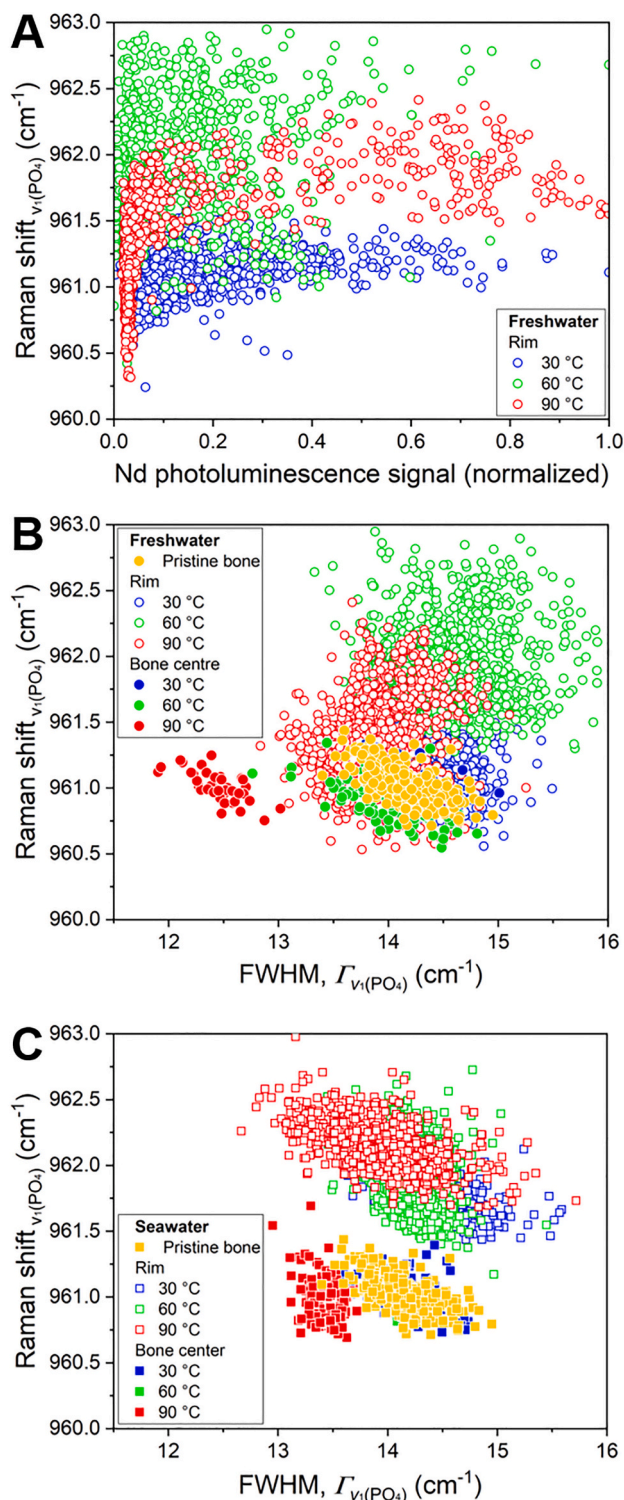 A
963.0
962.5
962.0
961.5
961.0
960.5
960.0
Raman shift ν₁(PO₄) (cm⁻¹)
Freshwater
Rim
30 °C
60 °C
90 °C
0.0 0.2 0.4 0.6 0.8 1.0
Nd photoluminescence signal (normalized)
B
963.0
962.5
962.0
961.5
961.0
960.5
960.0
Raman shift ν₁(PO₄) (cm⁻¹)
Freshwater
Pristine bone
Rim
30 °C
60 °C
90 °C
Bone centre
30 °C
60 °C
90 °C
12 13 14 15 16
FWHM, Γν₁(PO₄) (cm⁻¹)
C
963.0
962.5
962.0
961.5
961.0
960.5
960.0
Raman shift ν₁(PO₄) (cm⁻¹)
Seawater
Pristine bone
Rim
30 °C
60 °C
90 °C
Bone center
30 °C
60 °C
90 °C
12 13 14 15 16
FWHM, Γν₁(PO₄) (cm⁻¹)